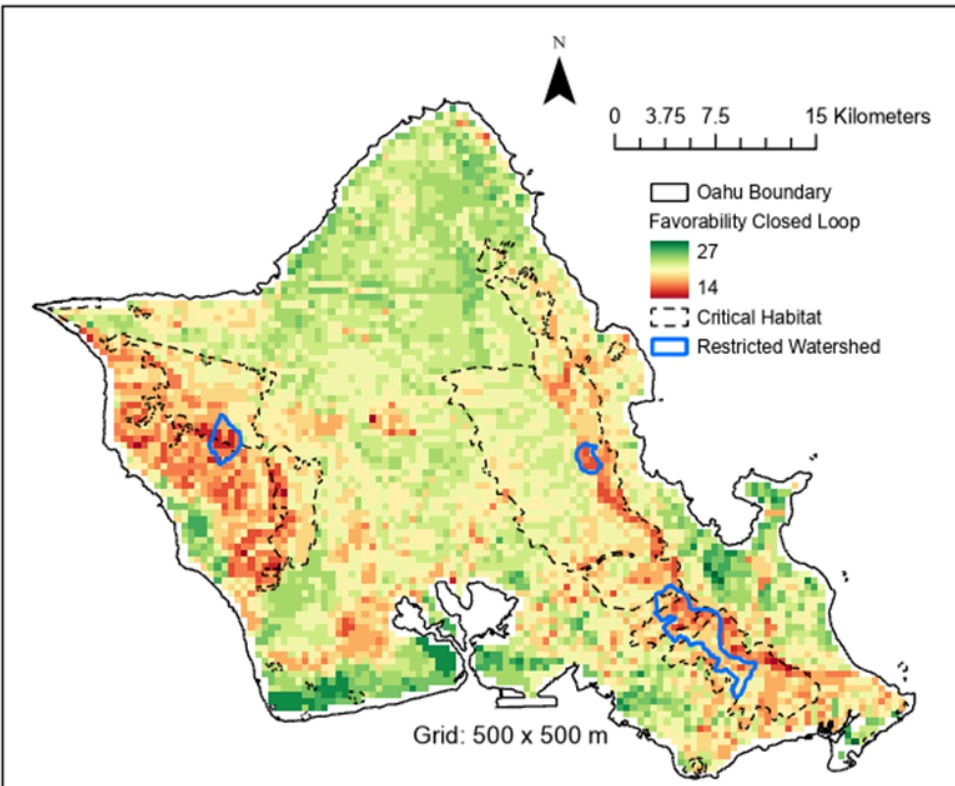 N
0 3.75 7.5 15 Kilometers
Oahu Boundary
Favorability Closed Loop
27
14
Critical Habitat
Restricted Watershed
Grid: 500 x 500 m